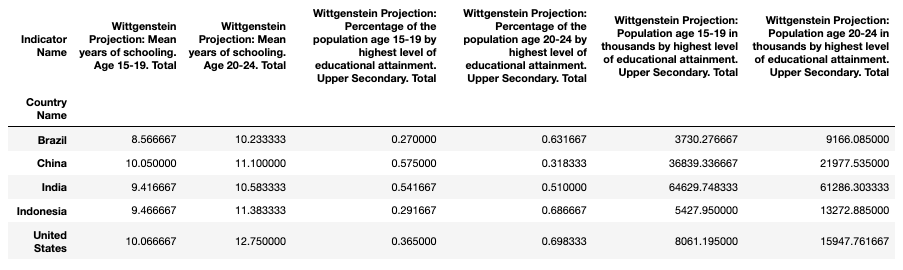 Indicator Name	Wittgenstein Projection: Mean years of schooling. Age 15-19. Total	Wittgenstein Projection: Mean years of schooling. Age 20-24. Total	Wittgenstein Projection: Percentage of the population age 15-19 by highest level of educational attainment. Upper Secondary. Total	Wittgenstein Projection: Percentage of the population age 20-24 by highest level of educational attainment. Upper Secondary. Total	Wittgenstein Projection: Population age 15-19 in thousands by highest level of educational attainment. Upper Secondary. Total	Wittgenstein Projection: Population age 20-24 in thousands by highest level of educational attainment. Upper Secondary. Total
Country Name
Brazil	8.566667	10.233333	0.270000	0.631667	3730.276667	9166.085000
China	10.050000	11.100000	0.575000	0.318333	36839.336667	21977.535000
India	9.416667	10.583333	0.541667	0.510000	64629.748333	61286.303333
Indonesia	9.466667	11.383333	0.291667	0.686667	5427.950000	13272.885000
United States	10.066667	12.750000	0.365000	0.698333	8061.195000	15947.761667